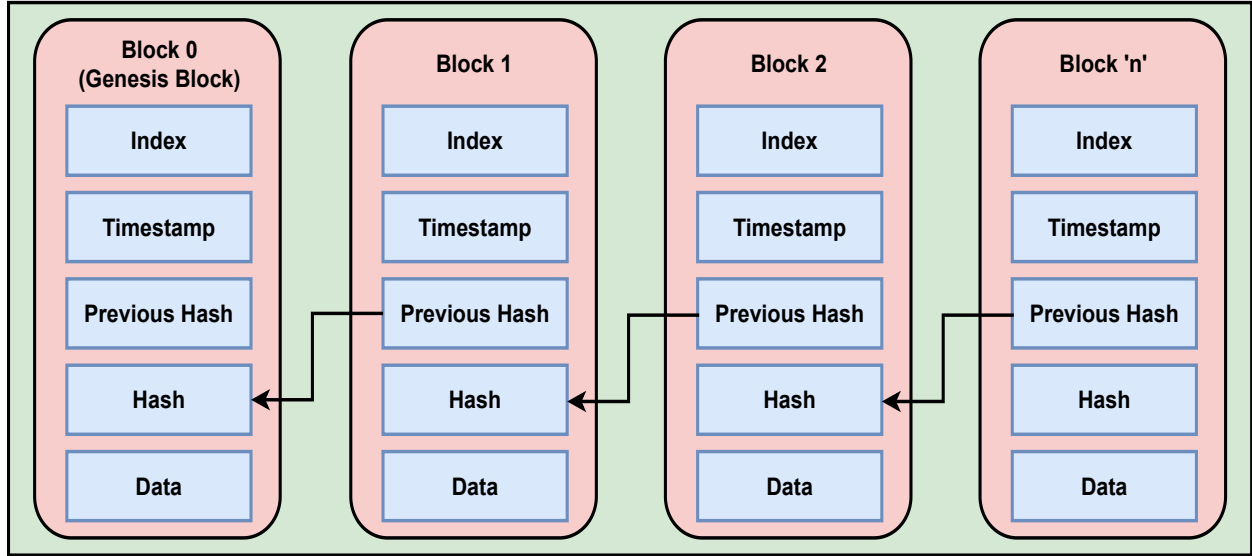 Block 0
(Genesis Block)
Index
Timestamp
Previous Hash
Hash
Data
Block 1
Index
Timestamp
Previous Hash
Hash
Data
Block 2
Index
Timestamp
Previous Hash
Hash
Data
Block 'n'
Index
Timestamp
Previous Hash
Hash
Data